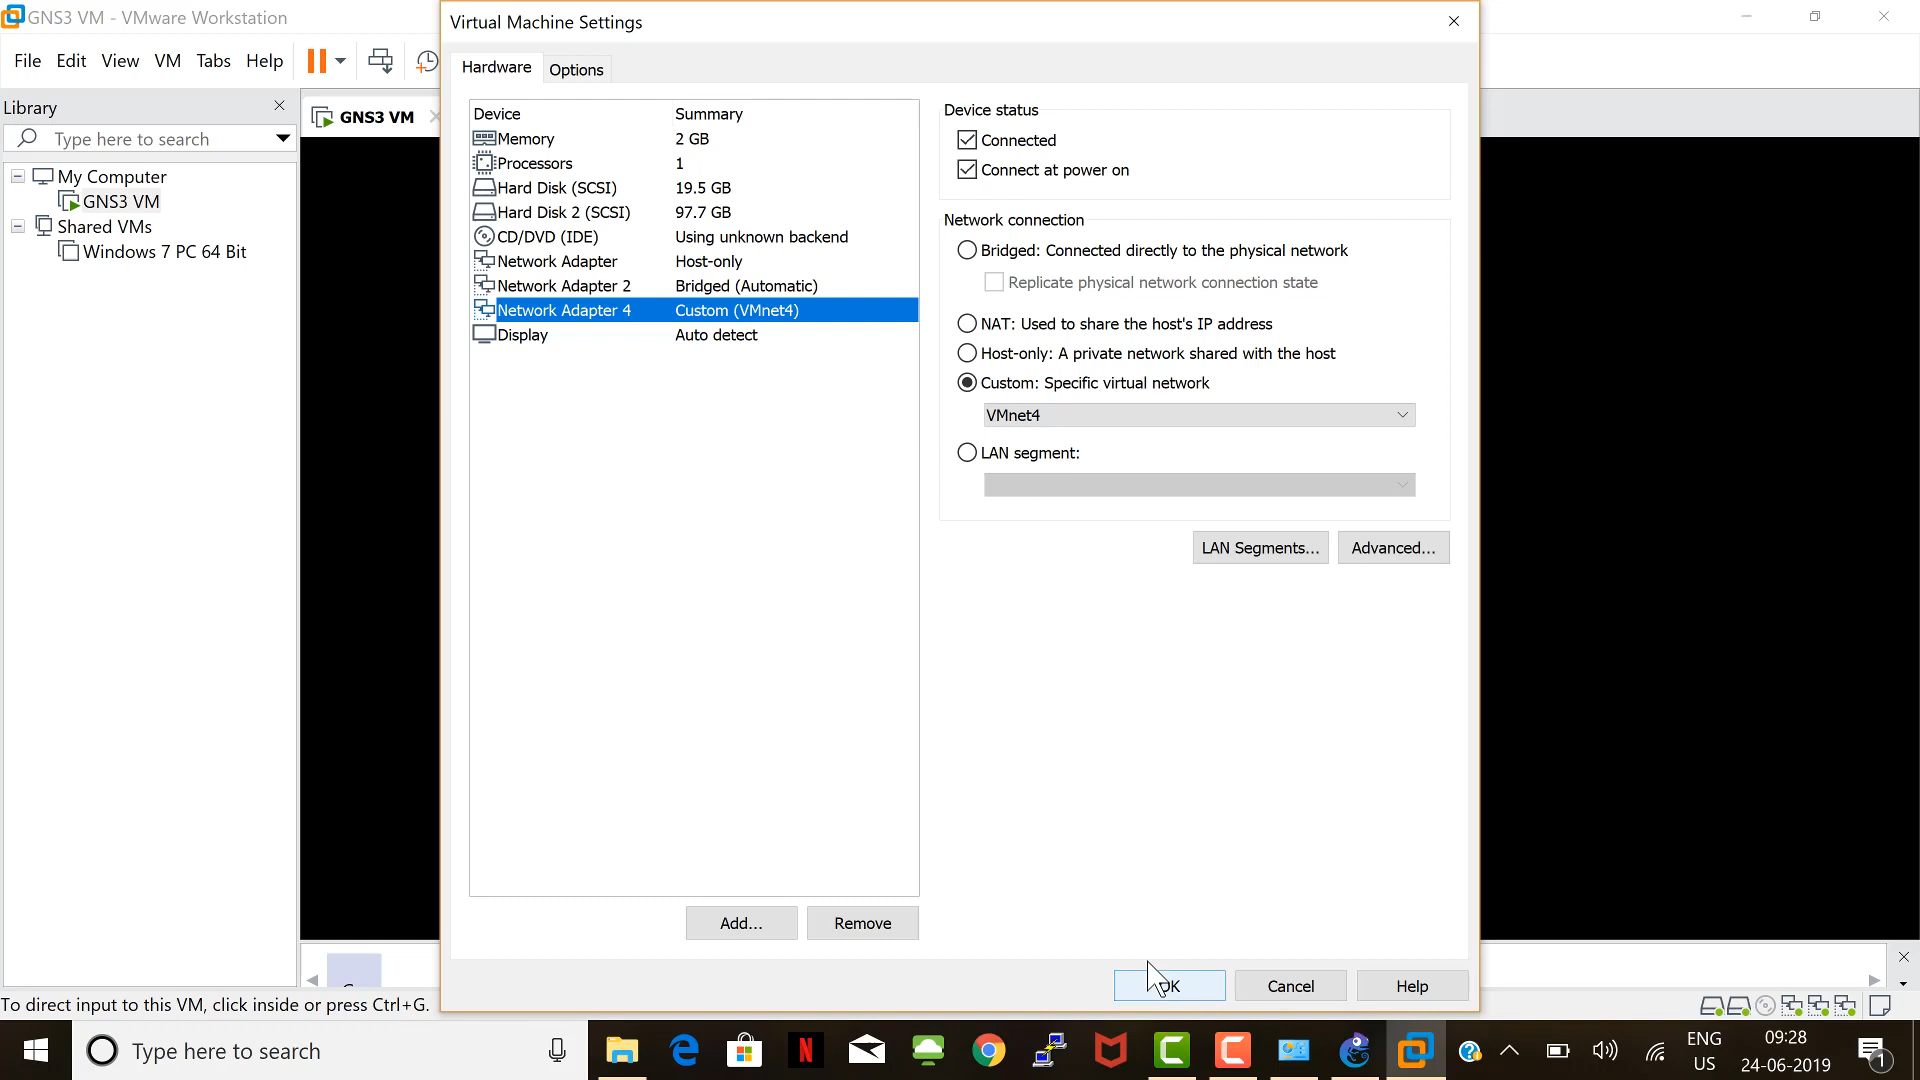 GNS3 VM - VMware Workstation
File Edit View VM Tabs Help
Library
Type here to search
My Computer
GNS3 VM
Shared VMs
Windows 7 PC 64 Bit
GNS3 VM
Virtual Machine Settings
Hardware
Options
Device Summary
Memory 2 GB
Processors 1
Hard Disk (SCSI) 19.5 GB
Hard Disk 2 (SCSI) 97.7 GB
CD/DVD (IDE) Using unknown backend
Network Adapter Host-only
Network Adapter 2 Bridged (Automatic)
Network Adapter 4 Custom (VMnet4)
Display Auto detect
Add... Remove
Device status
Connected
Connect at power on
Network connection
Bridged: Connected directly to the physical network
Replicate physical network connection state
NAT: Used to share the host's IP address
Host-only: A private network shared with the host
Custom: Specific virtual network
VMnet4
LAN segment:
LAN Segments... Advanced...
OK Cancel Help
To direct input to this VM, click inside or press Ctrl+G.
Type here to search
ENG
US
09:28
24-06-2019
1